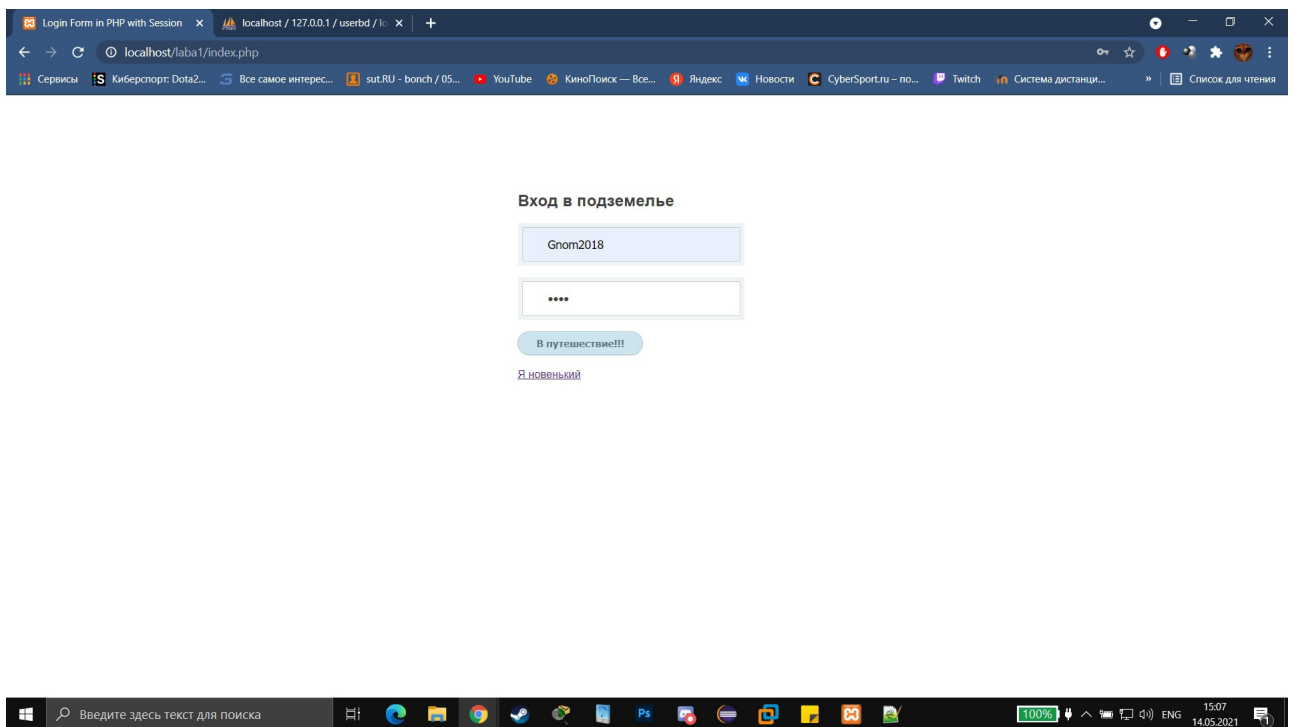 Login Form in PHP with Session
localhost / 127.0.0.1 / userbd / lo
localhost/laba1/index.php
Сервисы Киберспорт: Dota2... Все самое интерес... sut.RU - bonch / 05... YouTube КиноПоиск — Все... Яндекс Новости CyberSport.ru – по... Twitch Система дистанци... » Список для чтения
Вход в подземелье
Gnom2018
••••
В путешествие!!!
Я новенький
Введите здесь текст для поиска
Ps
100%
ENG
15:07
14.05.2021
1